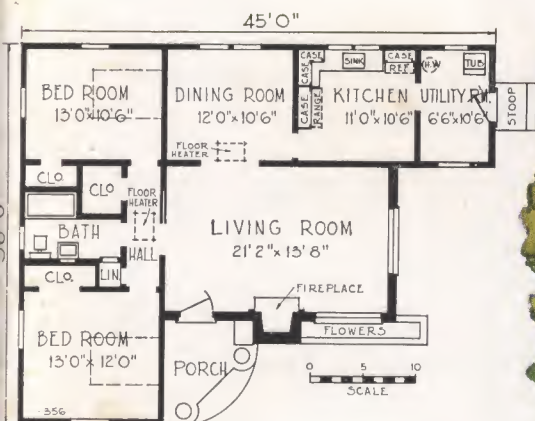 45'0"
BED ROOM
13'0"x10'6"
DINING ROOM
12'0"x10'6"
CASE
CASE
SINK
CASE
REF.
H.W.
TUB
CASE
RANGE
KITCHEN
11'0"x10'6"
UTILITY RM.
6'6"x10'6"
STOOP
FLOOR
HEATER
CLO.
CLO
FLOOR
HEATER
BATH
HALL
LIVING ROOM
21'2"x13'8"
CLO.
LIN.
FIREPLACE
FLOWERS
BED ROOM
13'0"x12'0"
PORCH
0 5 10
SCALE
356